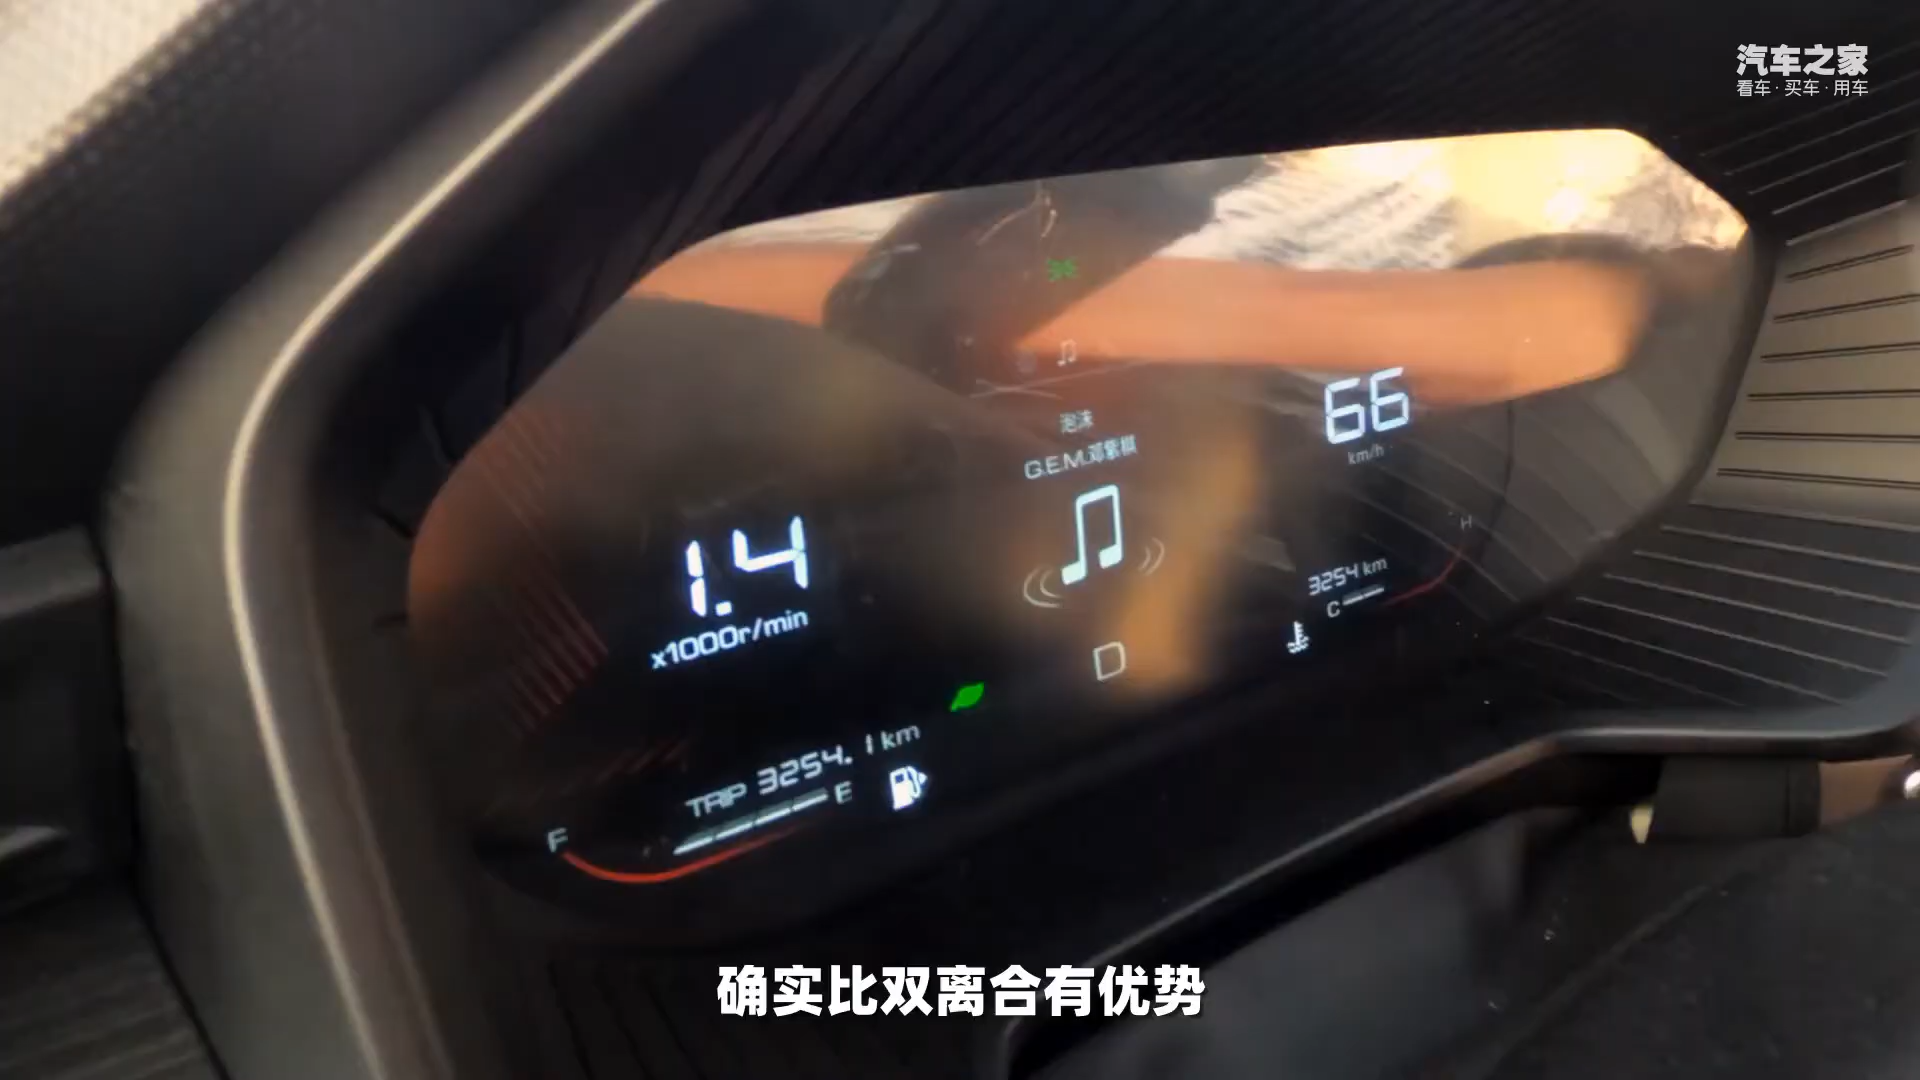 汽车之家
看车·买车·用车
泡沫
G.E.M.邓紫棋
66
km/h
1.4
x1000r/min
H
3254 km
C
D
TRIP 3254.1 km
F
E
确实比双离合有优势